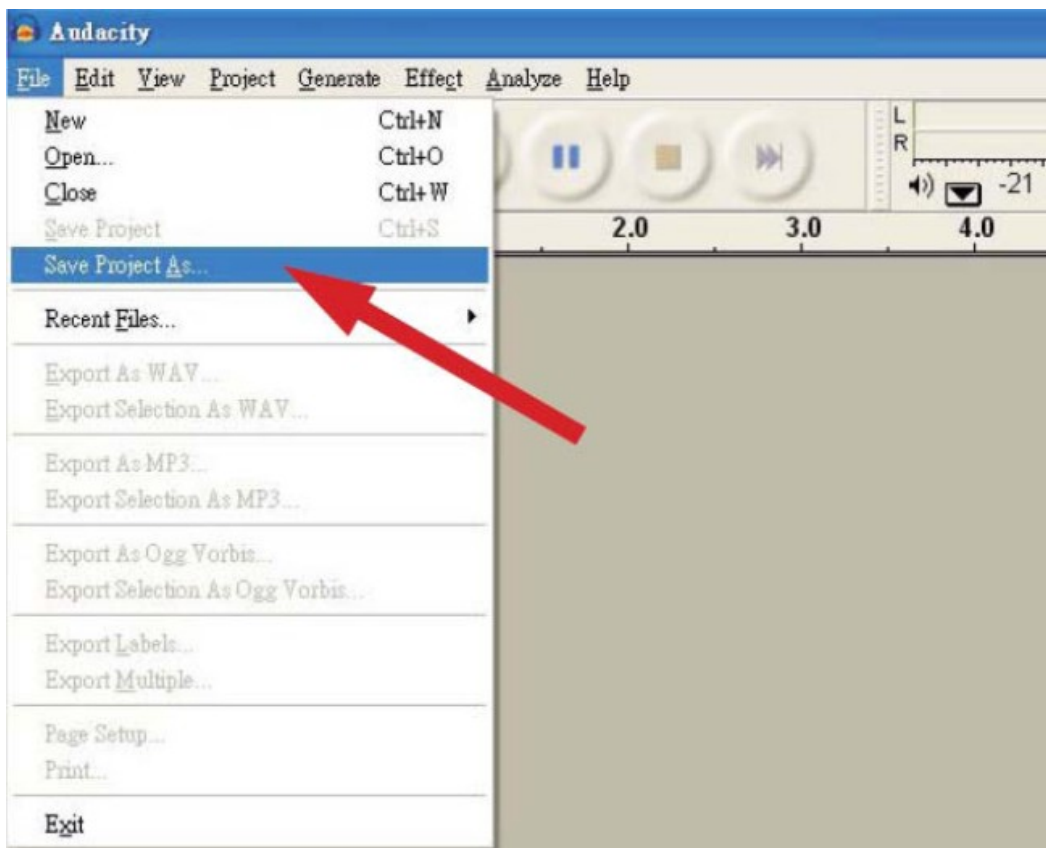 Audacity
File Edit View Project Generate Effect Analyze Help
New Ctrl+N
Open... Ctrl+O
Close Ctrl+W
Save Project Ctrl+S
Save Project As...
Recent Files...
Export As WAV...
Export Selection As WAV...
Export As MP3...
Export Selection As MP3...
Export As Ogg Vorbis...
Export Selection As Ogg Vorbis...
Export Labels...
Export Multiple...
Page Setup...
Print...
Exit
L
R
-21
2.0 3.0 4.0